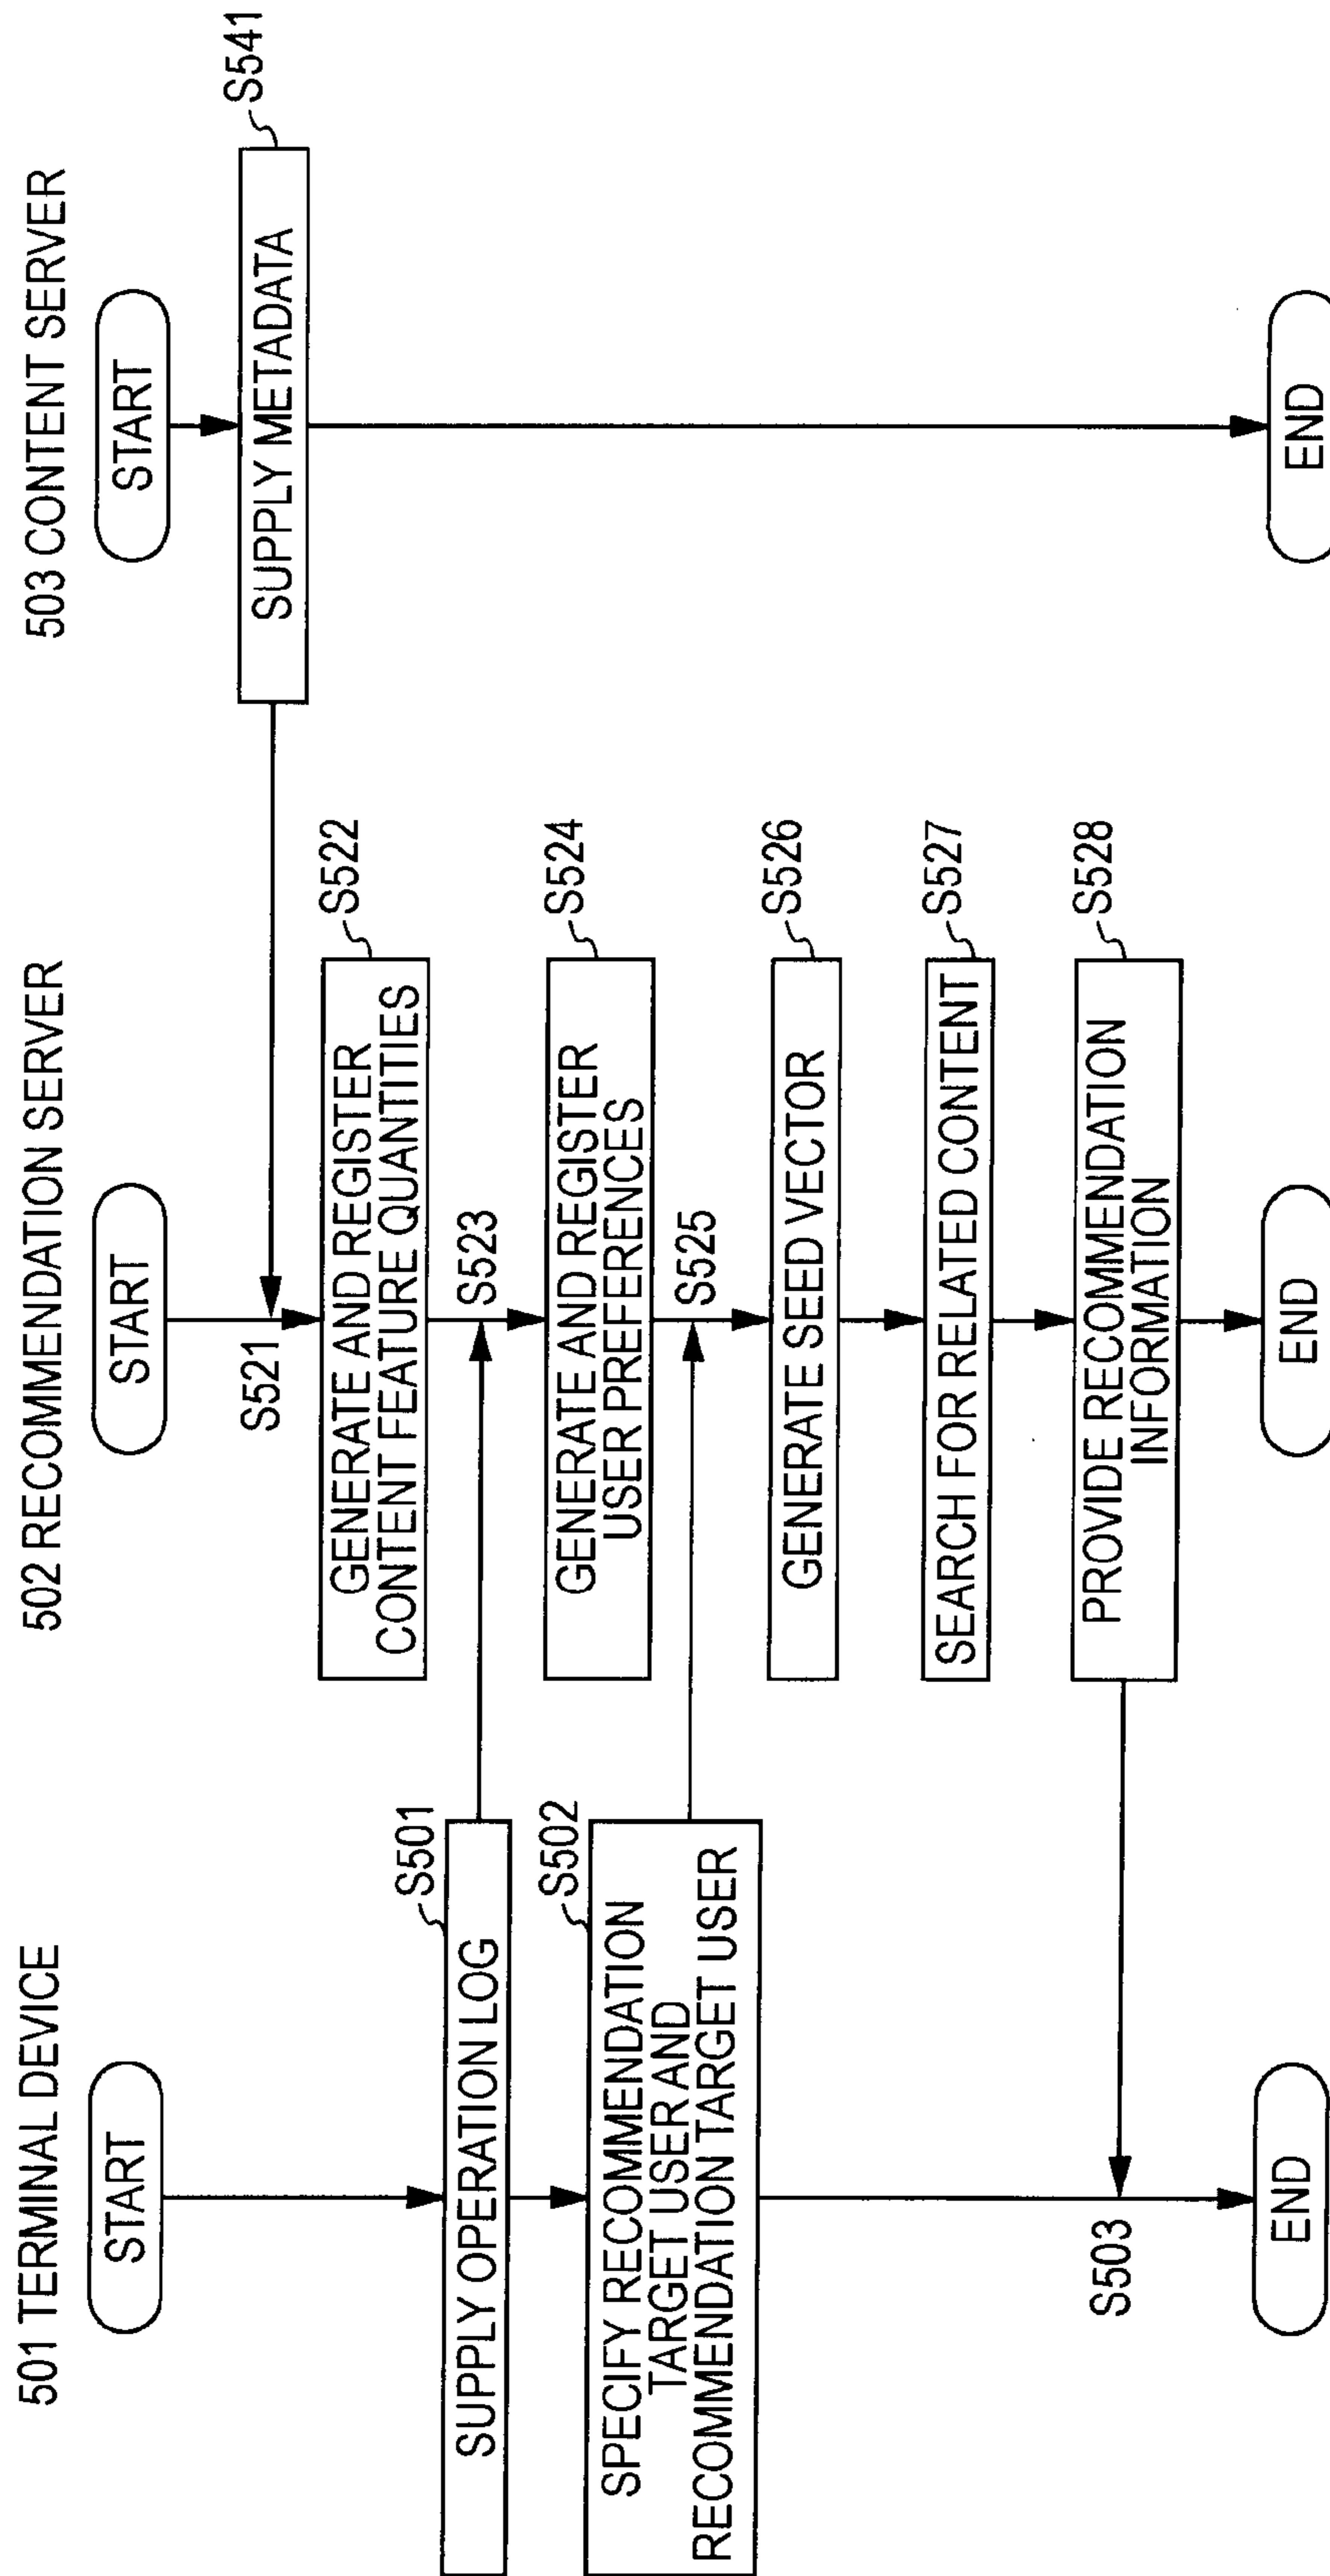 501 TERMINAL DEVICE
START
S501
SUPPLY OPERATION LOG
S502
SPECIFY RECOMMENDATION
TARGET USER AND
RECOMMENDATION TARGET USER
S503
END
502 RECOMMENDATION SERVER
START
S521
S522
GENERATE AND REGISTER
CONTENT FEATURE QUANTITIES
S523
S524
GENERATE AND REGISTER
USER PREFERENCES
S525
S526
GENERATE SEED VECTOR
S527
SEARCH FOR RELATED CONTENT
S528
PROVIDE RECOMMENDATION
INFORMATION
END
503 CONTENT SERVER
START
S541
SUPPLY METADATA
END